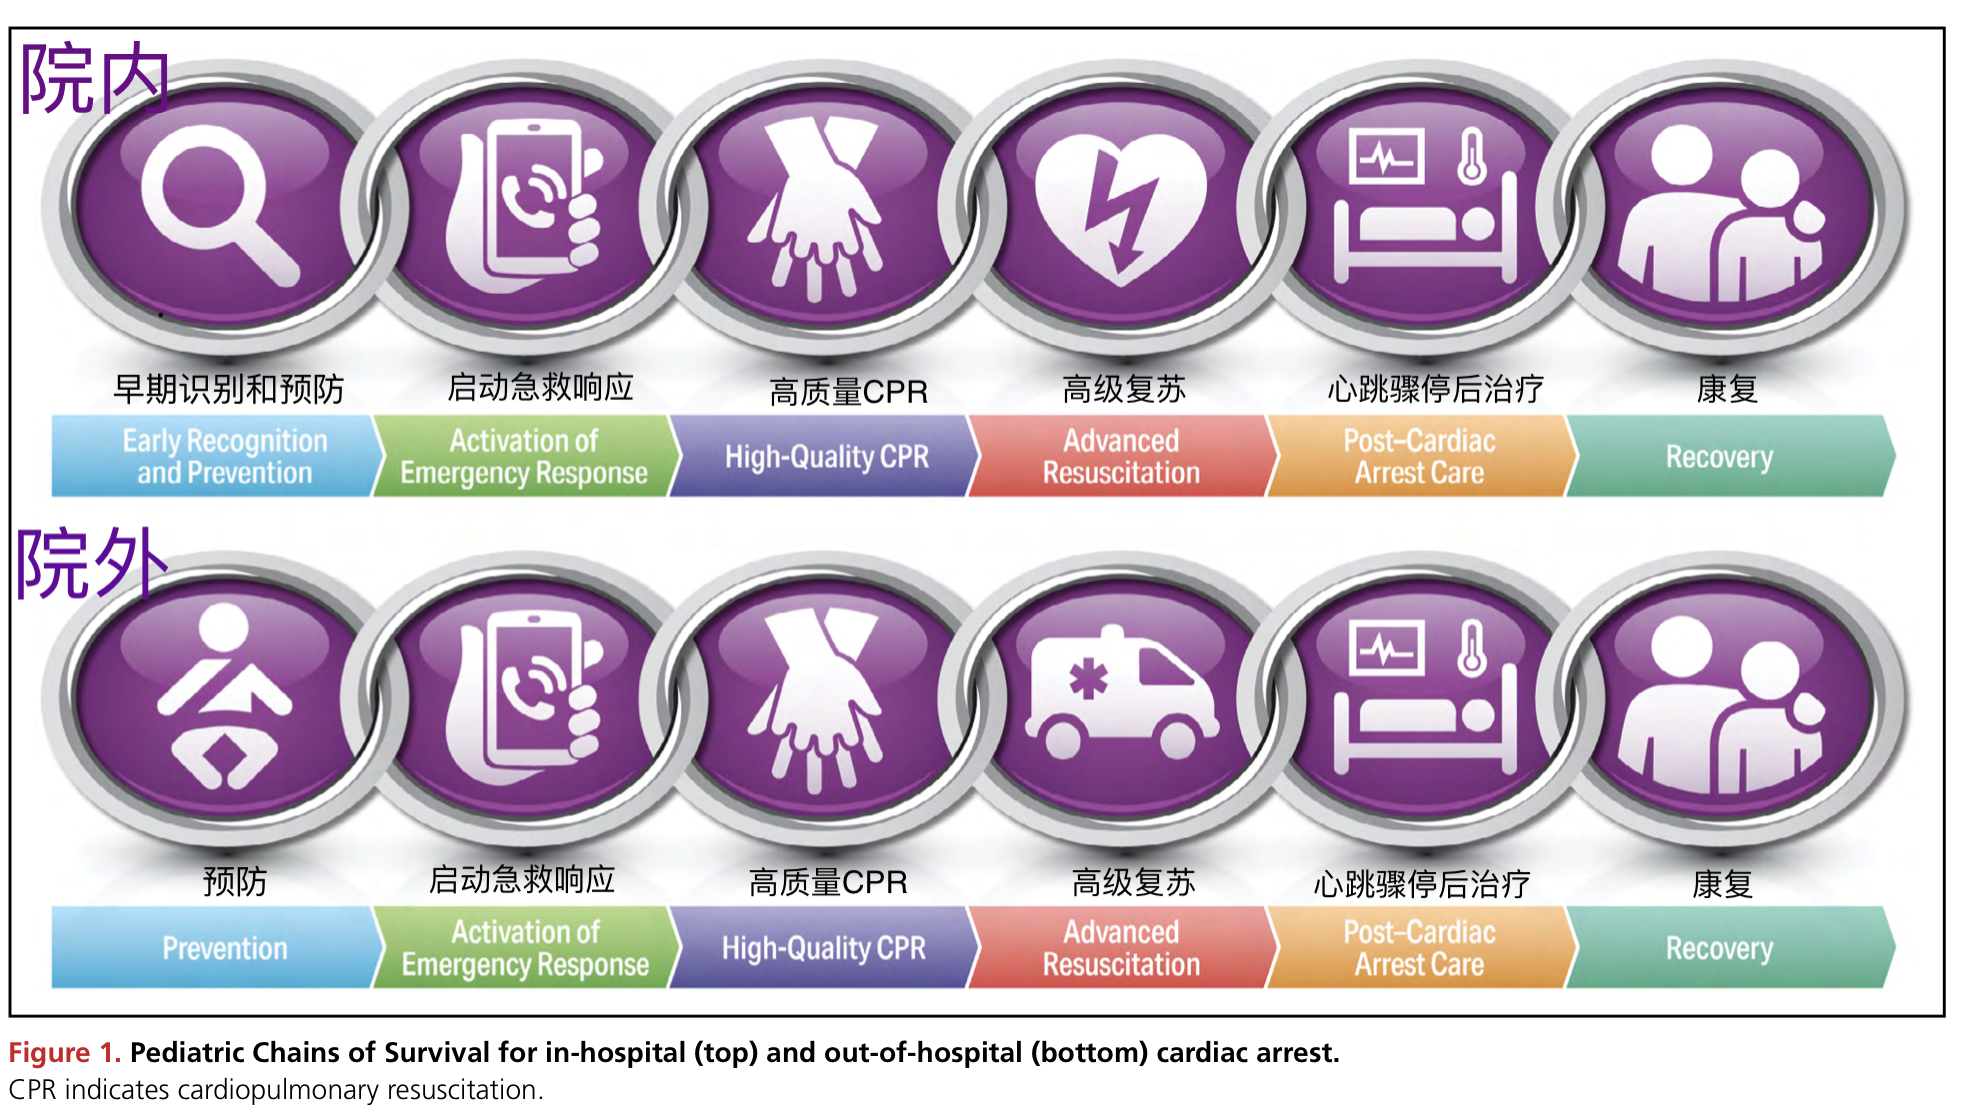 院内
早期识别和预防
启动急救响应
高质量CPR
高级复苏
心跳骤停后治疗
康复
Early Recognition
and Prevention
Activation of
Emergency Response
High-Quality CPR
Advanced
Resuscitation
Post–Cardiac
Arrest Care
Recovery
院外
预防
启动急救响应
高质量CPR
高级复苏
心跳骤停后治疗
康复
Prevention
Activation of
Emergency Response
High-Quality CPR
Advanced
Resuscitation
Post–Cardiac
Arrest Care
Recovery
Figure 1. Pediatric Chains of Survival for in-hospital (top) and out-of-hospital (bottom) cardiac arrest.
CPR indicates cardiopulmonary resuscitation.